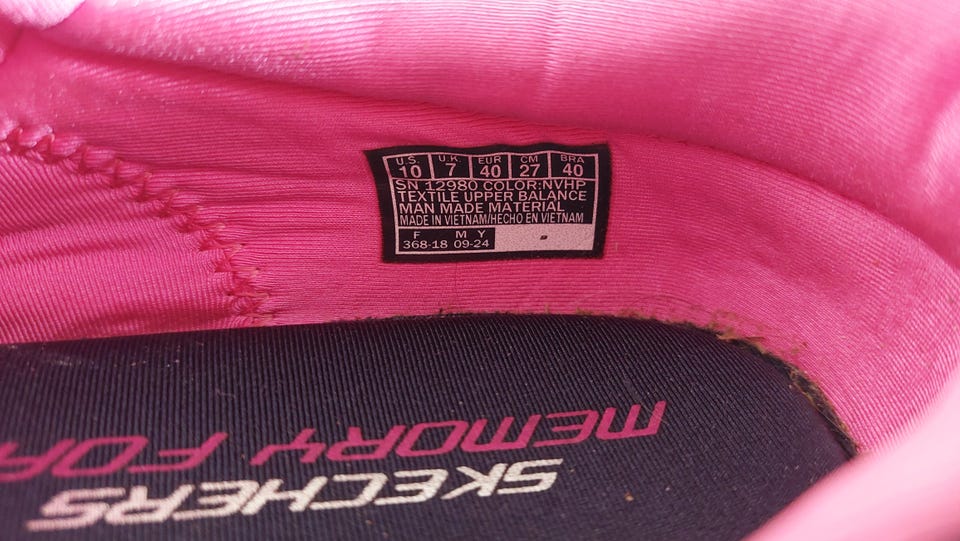 U.S. U.K. EUR CM BRA
10 7 40 27 40
SN 12980 COLOR:NVHP
TEXTILE UPPER BALANCE
MAN MADE MATERIAL
MADE IN VIETNAM/HECHO EN VIETNAM
F M Y
368-18 09-24
SKECHERS
MEMORY FOA